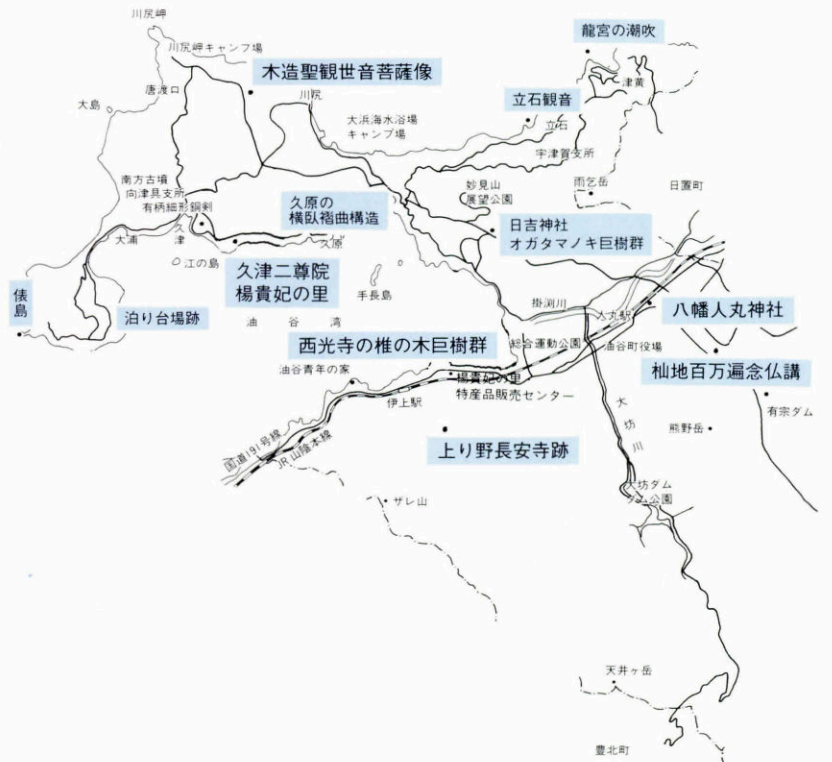 川尻岬
川尻岬キャンプ場
唐渡口
大島
木造聖観世音菩薩像
川尻
大浜海水浴場
キャンプ場
龍宮の潮吹
津黄
立石観音
立石
宇津賀支所
妙見山
展望公園
雨乞岳
日置町
南方古墳
向津具支所
有柄細形銅剣
久原の
横臥褶曲構造
日吉神社
オガタマノキ巨樹群
久津
大浦
久原
江の島
久津二尊院
楊貴妃の里
手長島
俵島
泊り台場跡
油谷湾
掛渕川
人丸駅
八幡人丸神社
西光寺の椎の木巨樹群
総合運動公園
油谷町役場
油谷青年の家
楊貴妃の里
特産品販売センター
伊上駅
杣地百万遍念仏講
有宗ダム
大坊川
熊野岳
国道191号線
JR山陰本線
上り野長安寺跡
大坊ダム
ダム公園
ザレ山
天井ヶ岳
豊北町